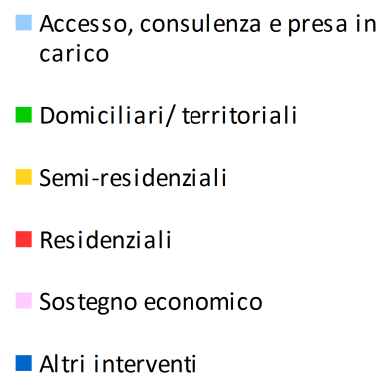 Accesso, consulenza e presa in
carico
Domiciliari/ territoriali
Semi-residenziali
Residenziali
Sostegno economico
Altri interventi